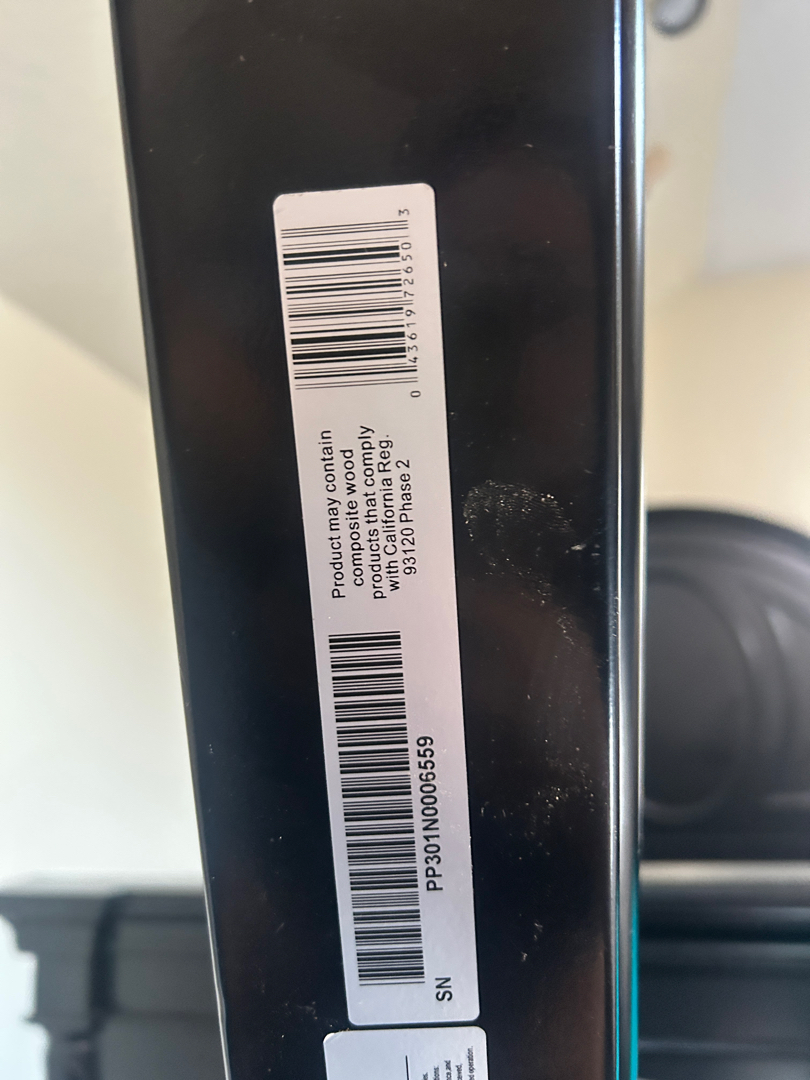 0 43619 72650 3
Product may contain
composite wood
products that comply
with California Reg.
93120 Phase 2
PP301N0006559
SN
operation.